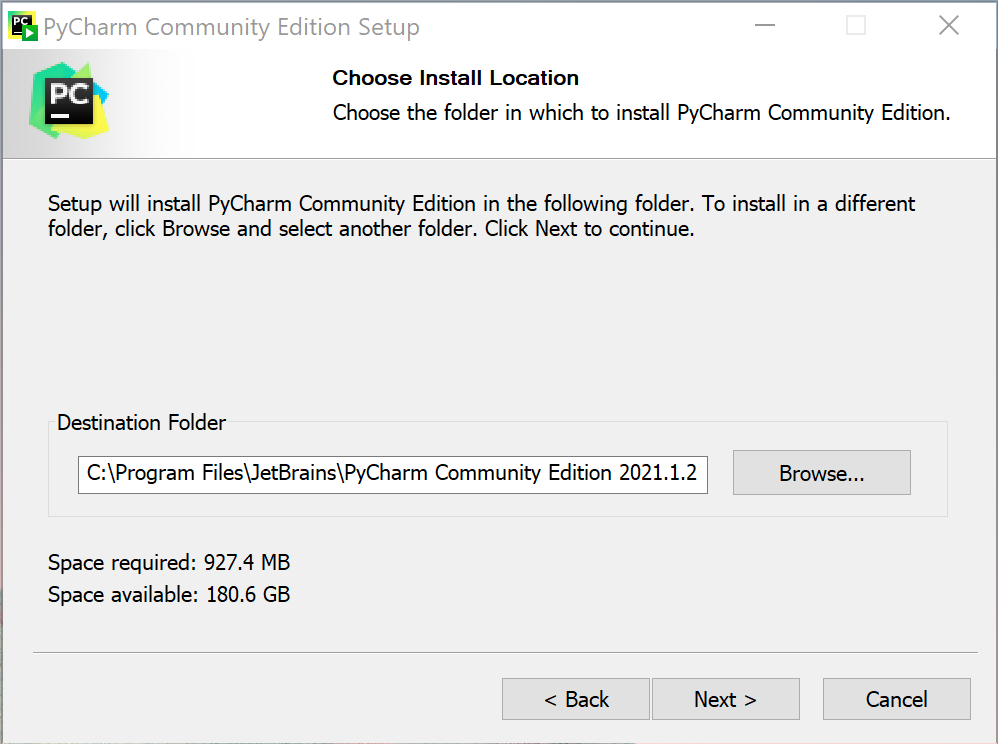 PC PyCharm Community Edition Setup
PC
Choose Install Location
Choose the folder in which to install PyCharm Community Edition.
Setup will install PyCharm Community Edition in the following folder. To install in a different
folder, click Browse and select another folder. Click Next to continue.
Destination Folder
C:\Program Files\JetBrains\PyCharm Community Edition 2021.1.2
Browse...
Space required: 927.4 MB
Space available: 180.6 GB
< Back
Next >
Cancel